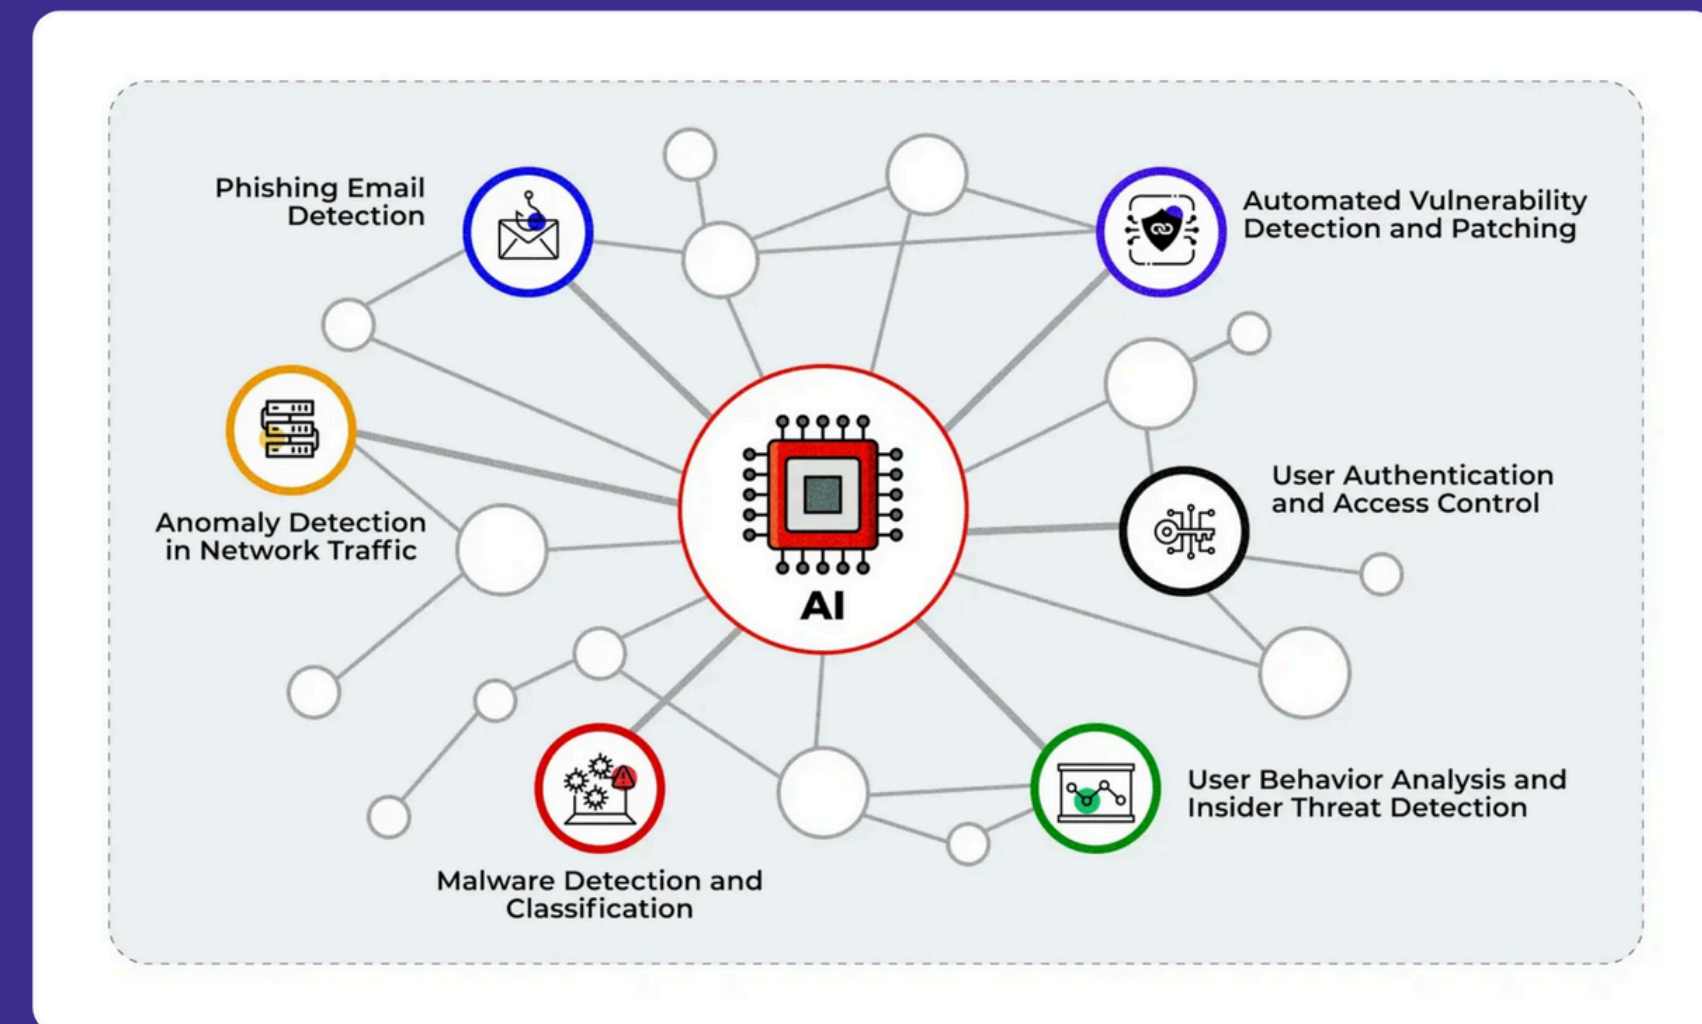 Phishing Email
Detection
Automated Vulnerability
Detection and Patching
User Authentication
and Access Control
Anomaly Detection
in Network Traffic
AI
User Behavior Analysis and
Insider Threat Detection
Malware Detection and
Classification